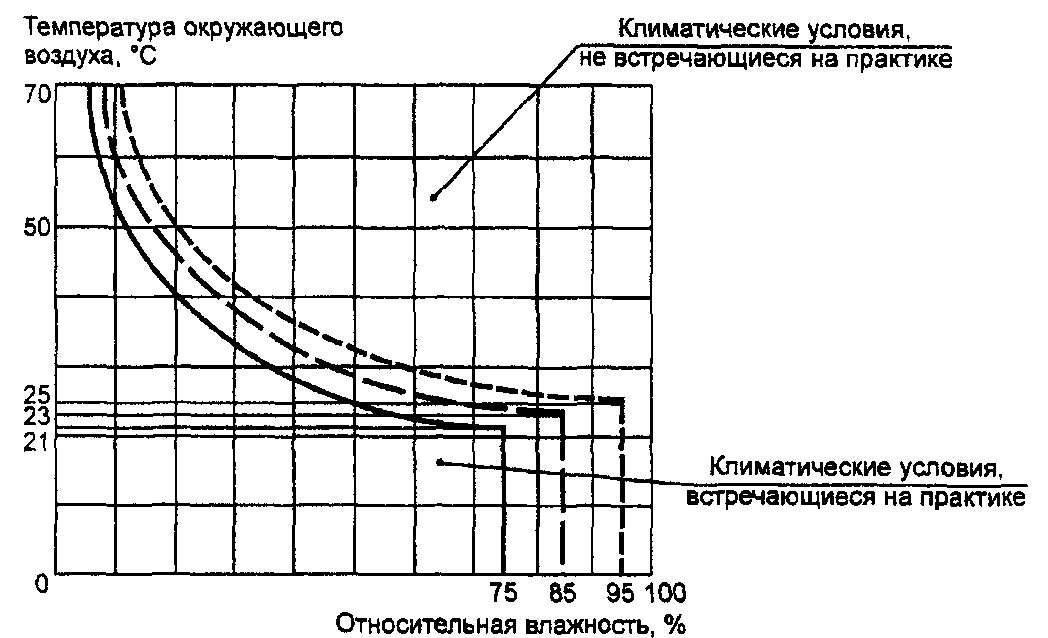 Температура окружающего
воздуха, °С
Климатические условия,
не встречающиеся на практике
70
50
25
23
21
Климатические условия,
встречающиеся на практике
0
75 85 95 100
Относительная влажность, %